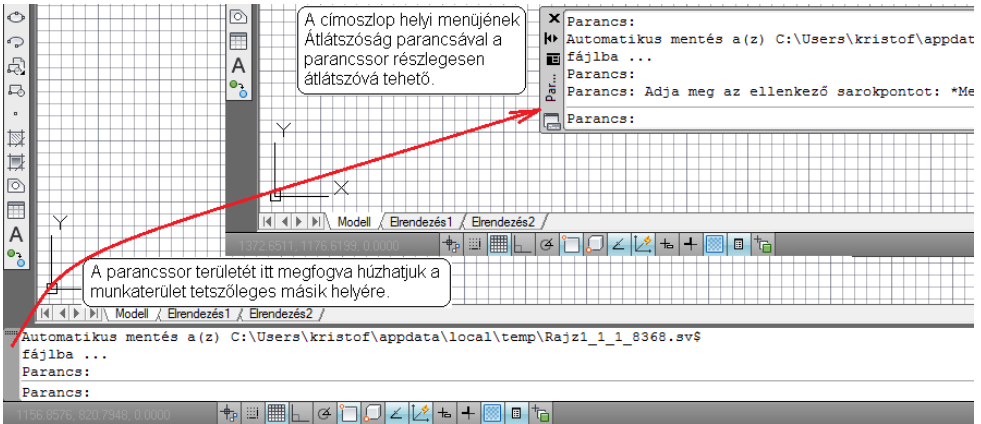 A címoszlop helyi menüjének
Átlátszóság parancsával a
parancssor részlegesen
átlátszóvá tehető.
Par...
Parancs:
Automatikus mentés a(z) C:\Users\kristof\appdat
fájlba ...
Parancs:
Parancs: Adja meg az ellenkező sarokpontot: *Me
Parancs:
A
Y
X
Modell / Elrendezés1 / Elrendezés2 /
1372.6511, 1176.6199, 0.0000
A
Y
A parancssor területét itt megfogva húzhatjuk a
munkaterület tetszőleges másik helyére.
Modell / Elrendezés1 / Elrendezés2 /
Automatikus mentés a(z) C:\Users\kristof\appdata\local\temp\Rajz1_1_1_8368.sv$
fájlba ...
Parancs:
Parancs:
1156.8576, 820.7948, 0.0000